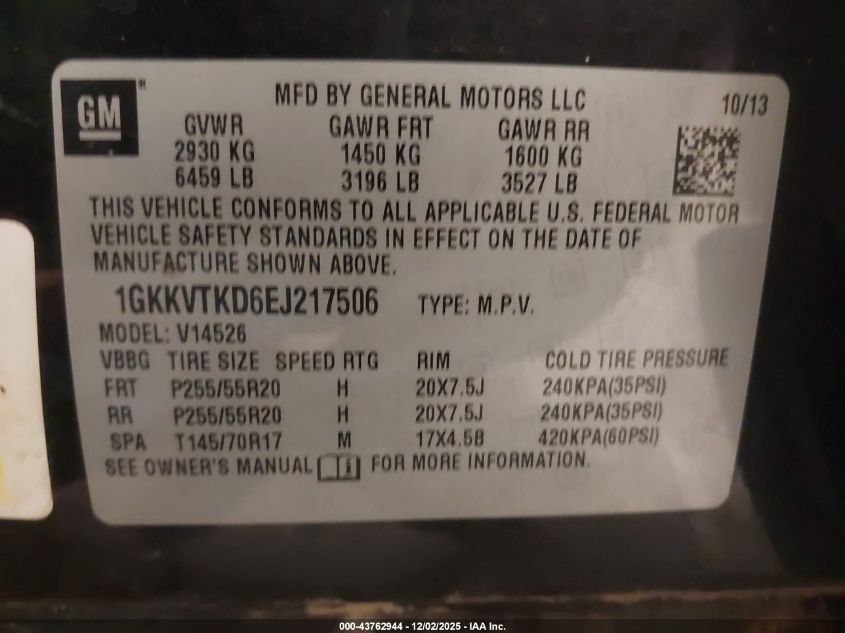 GM
®
MFD BY GENERAL MOTORS LLC 10/13
GVWR GAWR FRT GAWR RR
2930 KG 1450 KG 1600 KG
6459 LB 3196 LB 3527 LB
THIS VEHICLE CONFORMS TO ALL APPLICABLE U.S. FEDERAL MOTOR
VEHICLE SAFETY STANDARDS IN EFFECT ON THE DATE OF
MANUFACTURE SHOWN ABOVE.
1GKKVTKD6EJ217506 TYPE: M.P.V.
MODEL: V14526
VBBG TIRE SIZE SPEED RTG RIM COLD TIRE PRESSURE
FRT P255/55R20 H 20X7.5J 240KPA(35PSI)
RR P255/55R20 H 20X7.5J 240KPA(35PSI)
SPA T145/70R17 M 17X4.5B 420KPA(60PSI)
SEE OWNER'S MANUAL FOR MORE INFORMATION.
000-43762944 - 12/02/2025 - IAA Inc.